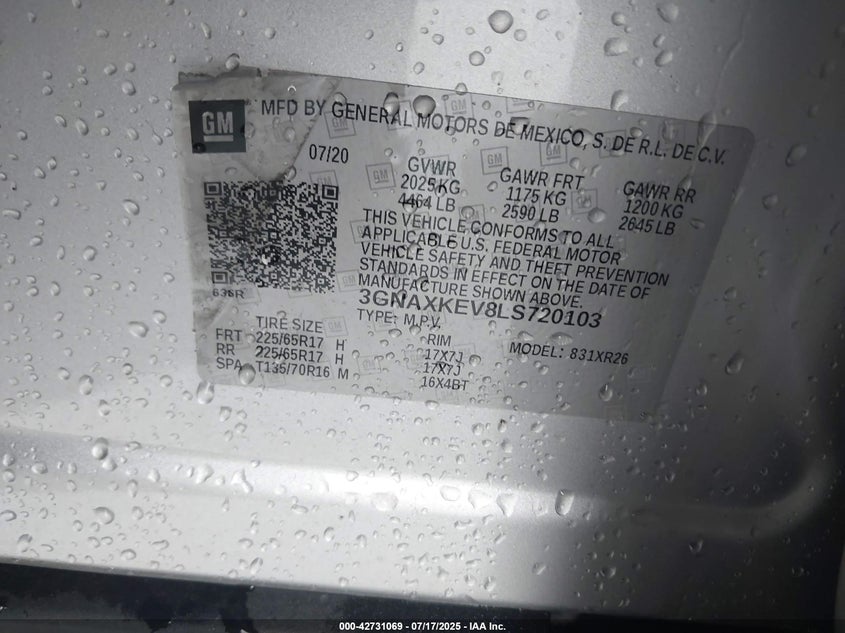 GM
MFD BY GENERAL MOTORS DE MEXICO, S. DE R.L. DE C.V.
07/20
GVWR
2025 KG
4464 LB
GAWR FRT
1175 KG
2590 LB
GAWR RR
1200 KG
2645 LB
THIS VEHICLE CONFORMS TO ALL
APPLICABLE U.S. FEDERAL MOTOR
VEHICLE SAFETY AND THEFT PREVENTION
STANDARDS IN EFFECT ON THE DATE OF
MANUFACTURE SHOWN ABOVE.
3GNAXKEV8LS720103
TYPE: M.P.V.
MODEL: 831XR26
TIRE SIZE RIM
FRT 225/65R17 H 17X7J
RR 225/65R17 H 17X7J
SPA T135/70R16 M 16X4BT
000-42731069 - 07/17/2025 - IAA Inc.